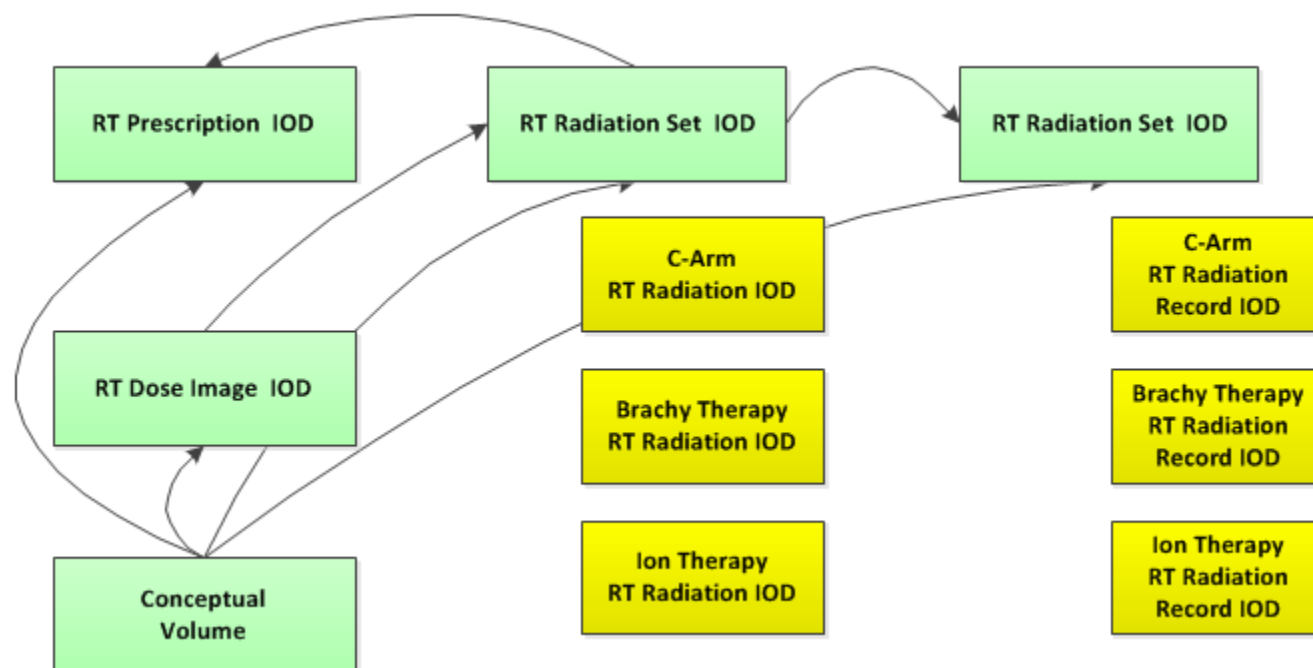 RT Prescription IOD
RT Radiation Set IOD
RT Radiation Set IOD
C-Arm
RT Radiation IOD
C-Arm
RT Radiation
Record IOD
RT Dose Image IOD
Brachy Therapy
RT Radiation IOD
Brachy Therapy
RT Radiation
Record IOD
Ion Therapy
RT Radiation IOD
Ion Therapy
RT Radiation
Record IOD
Conceptual
Volume